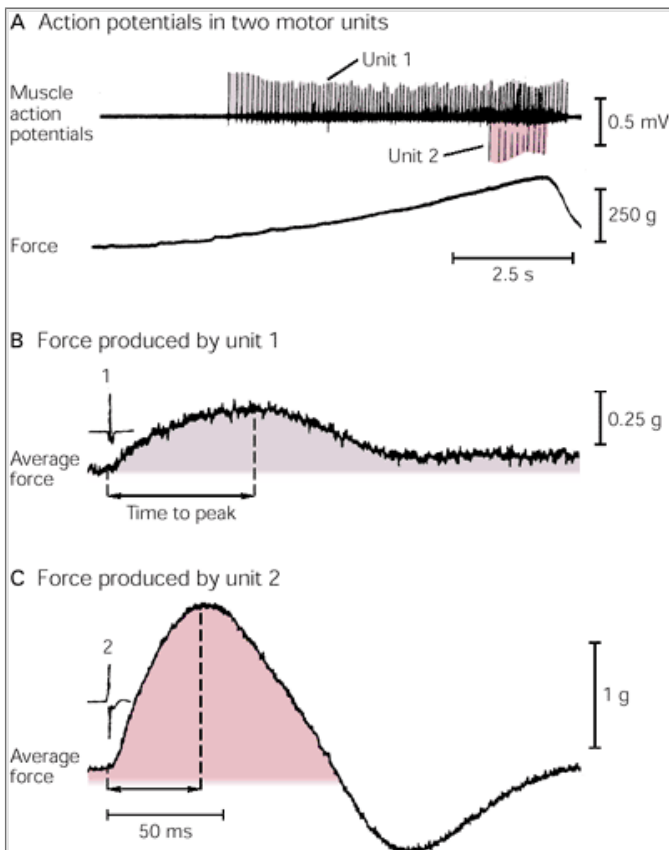 A Action potentials in two motor units
Unit 1
Muscle
action
potentials
0.5 mV
Unit 2
250 g
Force
2.5 s
B Force produced by unit 1
1
0.25 g
Average
force
Time to peak
C Force produced by unit 2
2
1 g
Average
force
50 ms